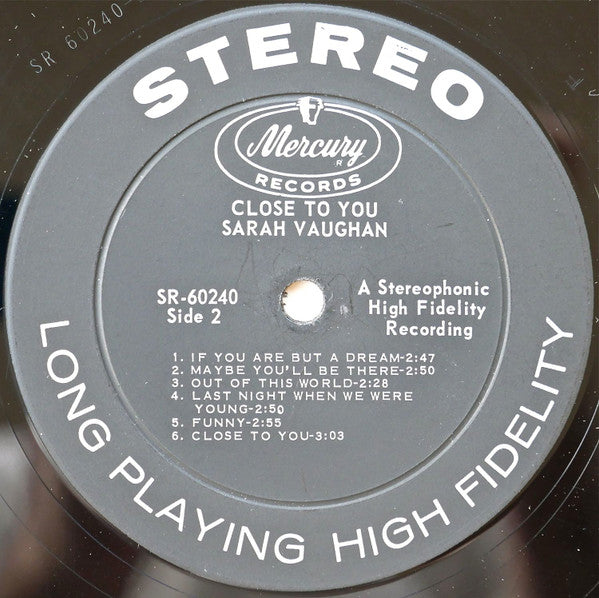 SR 60240
STEREO
Mercury
R
RECORDS
CLOSE TO YOU
SARAH VAUGHAN
SR-60240
Side 2
A Stereophonic
High Fidelity
Recording
1. IF YOU ARE BUT A DREAM-2:47
2. MAYBE YOU'LL BE THERE-2:50
3. OUT OF THIS WORLD-2:28
4. LAST NIGHT WHEN WE WERE
YOUNG-2:50
5. FUNNY-2:55
6. CLOSE TO YOU-3:03
LONG PLAYING HIGH FIDELITY